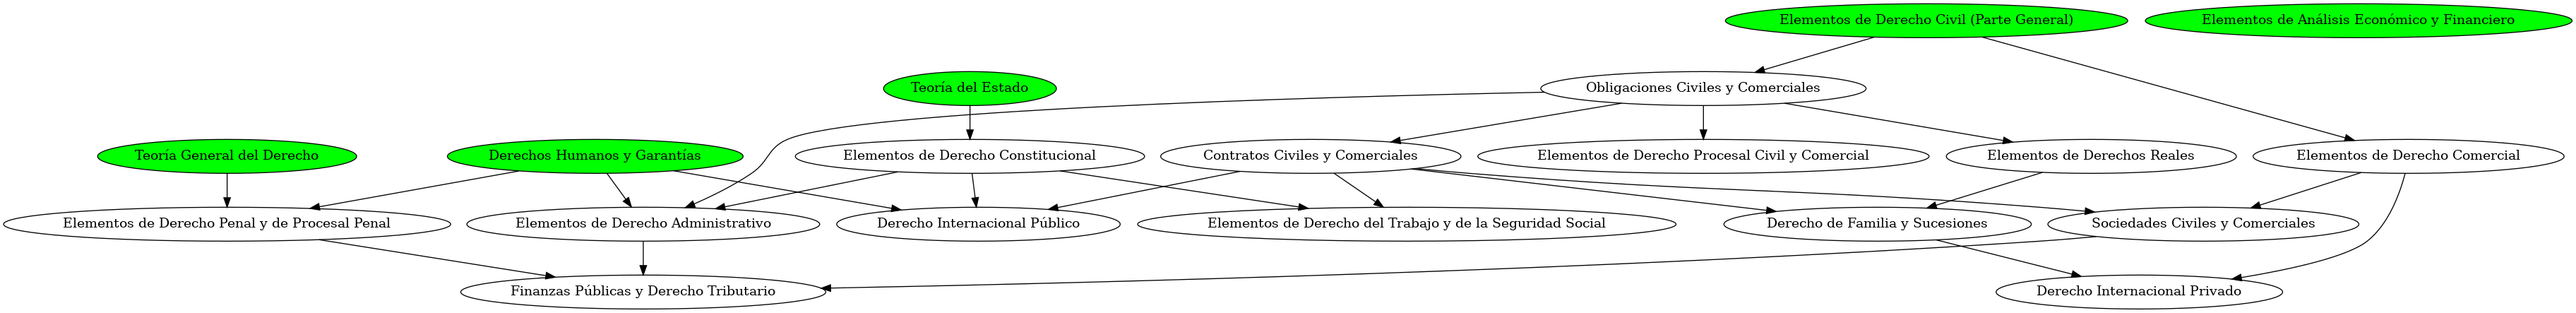 Elementos de Derecho Civil (Parte General)
Elementos de Análisis Económico y Financiero
Teoría del Estado
Obligaciones Civiles y Comerciales
Teoría General del Derecho
Derechos Humanos y Garantías
Elementos de Derecho Constitucional
Contratos Civiles y Comerciales
Elementos de Derecho Procesal Civil y Comercial
Elementos de Derechos Reales
Elementos de Derecho Comercial
Elementos de Derecho Penal y de Procesal Penal
Elementos de Derecho Administrativo
Derecho Internacional Público
Elementos de Derecho del Trabajo y de la Seguridad Social
Derecho de Familia y Sucesiones
Sociedades Civiles y Comerciales
Finanzas Públicas y Derecho Tributario
Derecho Internacional Privado